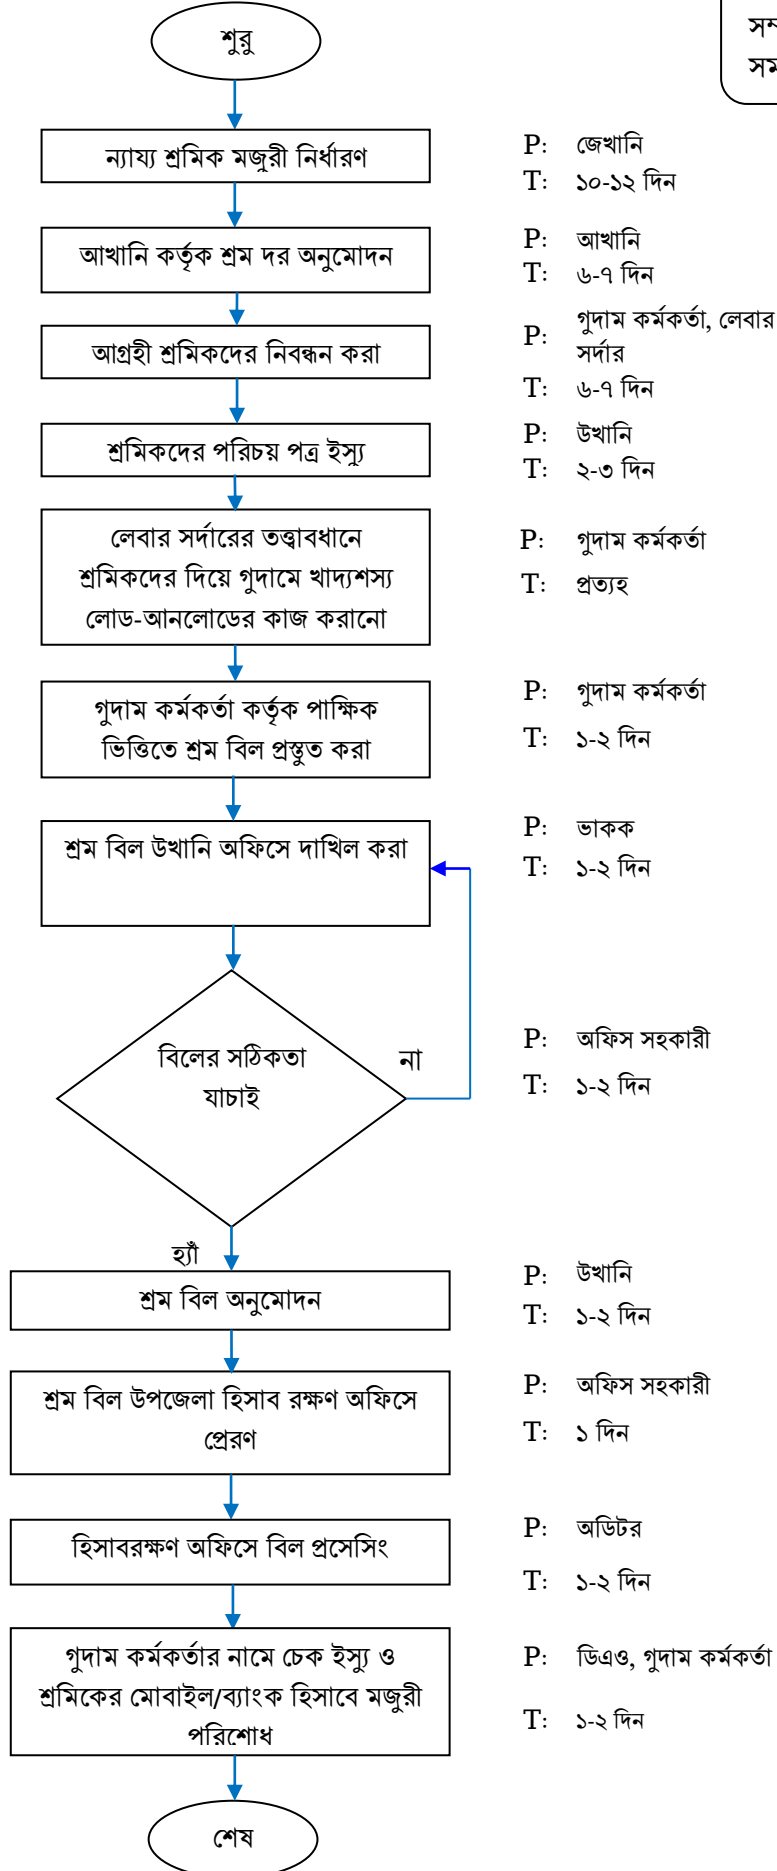 শুরু
ন্যায্য শ্রমিক মজুরী নির্ধারণ
P: জেখানি
T: ১০-১২ দিন
আখানি কর্তৃক শ্রম দর অনুমোদন
P: আখানি
T: ৬-৭ দিন
আগ্রহী শ্রমিকদের নিবন্ধন করা
P: গুদাম কর্মকর্তা, লেবার
সর্দার
T: ৬-৭ দিন
শ্রমিকদের পরিচয় পত্র ইস্যু
P: উখানি
T: ২-৩ দিন
লেবার সর্দারের তত্ত্বাবধানে
শ্রমিকদের দিয়ে গুদামে খাদ্যশস্য
লোড-আনলোডের কাজ করানো
P: গুদাম কর্মকর্তা
T: প্রত্যহ
গুদাম কর্মকর্তা কর্তৃক পাক্ষিক
ভিত্তিতে শ্রম বিল প্রস্তুত করা
P: গুদাম কর্মকর্তা
T: ১-২ দিন
শ্রম বিল উখানি অফিসে দাখিল করা
P: ভাকক
T: ১-২ দিন
বিলের সঠিকতা
যাচাই
না
P: অফিস সহকারী
T: ১-২ দিন
হ্যাঁ
শ্রম বিল অনুমোদন
P: উখানি
T: ১-২ দিন
শ্রম বিল উপজেলা হিসাব রক্ষণ অফিসে
প্রেরণ
P: অফিস সহকারী
T: ১ দিন
হিসাবরক্ষণ অফিসে বিল প্রসেসিং
P: অডিটর
T: ১-২ দিন
গুদাম কর্মকর্তার নামে চেক ইস্যু ও
শ্রমিকের মোবাইল/ব্যাংক হিসাবে মজুরী
পরিশোধ
P: ডিএও, গুদাম কর্মকর্তা
T: ১-২ দিন
শেষ